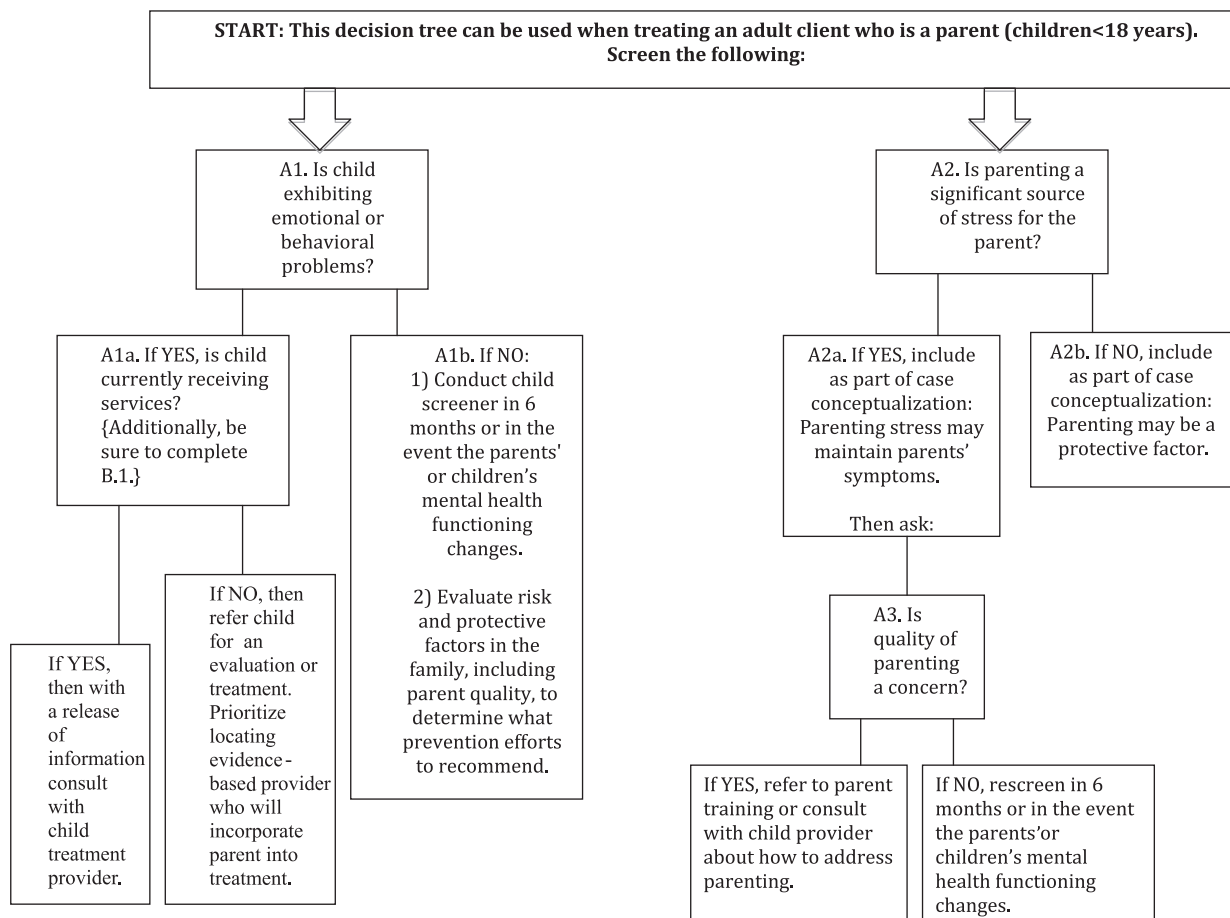 START: This decision tree can be used when treating an adult client who is a parent (children<18 years).
Screen the following:
A1. Is child
exhibiting
emotional or
behavioral
problems?
A2. Is parenting a
significant source
of stress for the
parent?
A1a. If YES, is child
currently receiving
services?
{Additionally, be
sure to complete
B.1.}
A1b. If NO:
1) Conduct child
screener in 6
months or in the
event the parents'
or children’s
mental health
functioning
changes.
2) Evaluate risk
and protective
factors in the
family, including
parent quality, to
determine what
prevention efforts
to recommend.
A2a. If YES, include
as part of case
conceptualization:
Parenting stress may
maintain parents’
symptoms.
Then ask:
A2b. If NO, include
as part of case
conceptualization:
Parenting may be a
protective factor.
If YES,
then with
a release
of
information
consult
with
child
treatment
provider.
If NO, then
refer child
for an
evaluation or
treatment.
Prioritize
locating
evidence-
based provider
who will
incorporate
parent into
treatment.
A3. Is
quality of
parenting
a concern?
If YES, refer to parent
training or consult
with child provider
about how to address
parenting.
If NO, rescreen in 6
months or in the event
the parents’or
children’s mental
health functioning
changes.